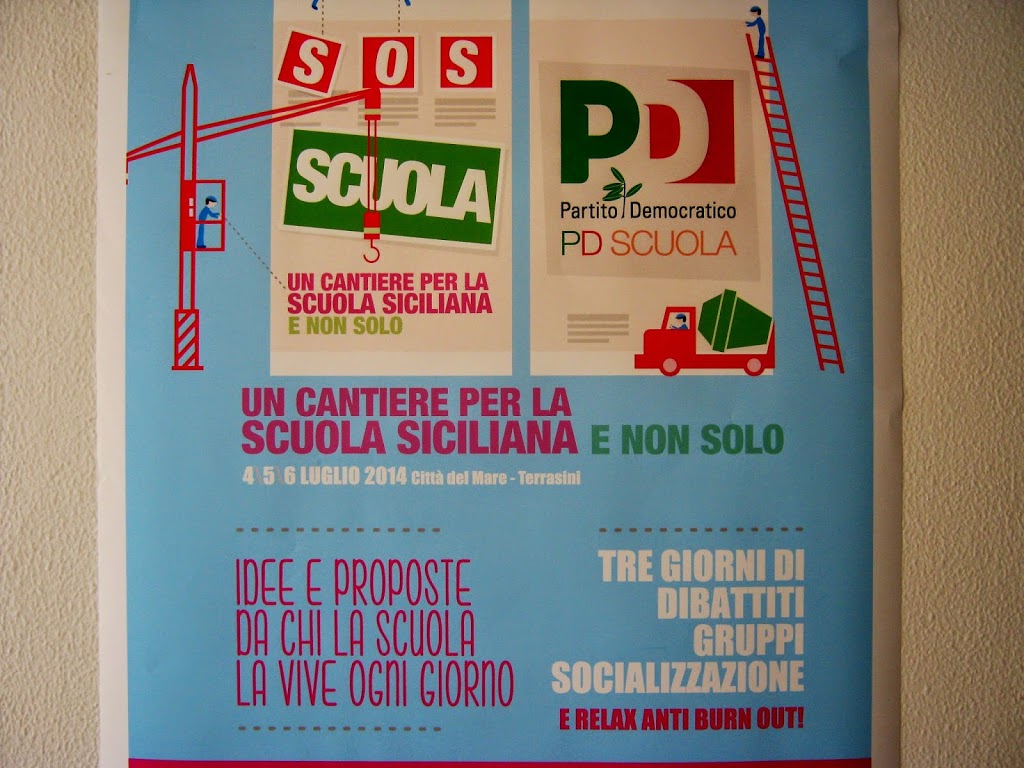 SOS
SCUOLA
UN CANTIERE PER LA
SCUOLA SICILIANA
E NON SOLO
PD
Partito Democratico
PD SCUOLA
UN CANTIERE PER LA
SCUOLA SICILIANA E NON SOLO
4\5\6 LUGLIO 2014 Città del Mare - Terrasini
IDEE E PROPOSTE
DA CHI LA SCUOLA
LA VIVE OGNI GIORNO
TRE GIORNI DI
DIBATTITI
GRUPPI
SOCIALIZZAZIONE
E RELAX ANTI BURN OUT!